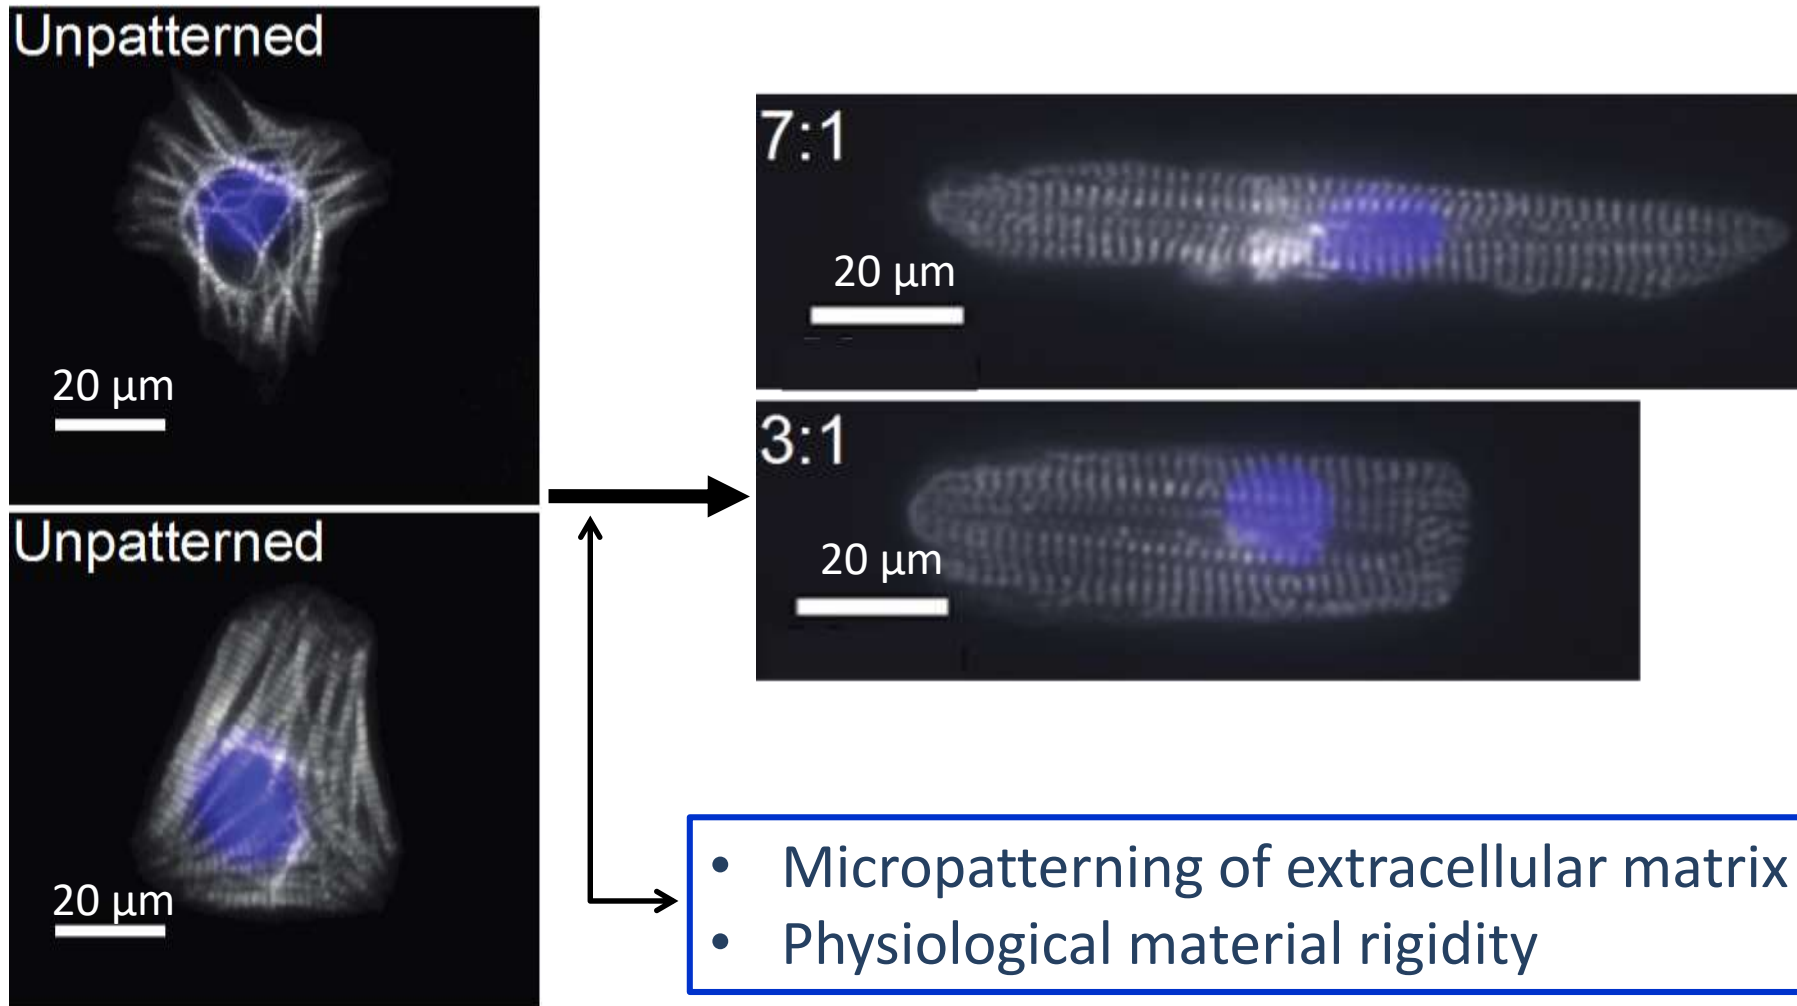 Unpatterned
20 µm
Unpatterned
20 µm
7:1
20 µm
3:1
20 µm
• Micropatterning of extracellular matrix
• Physiological material rigidity